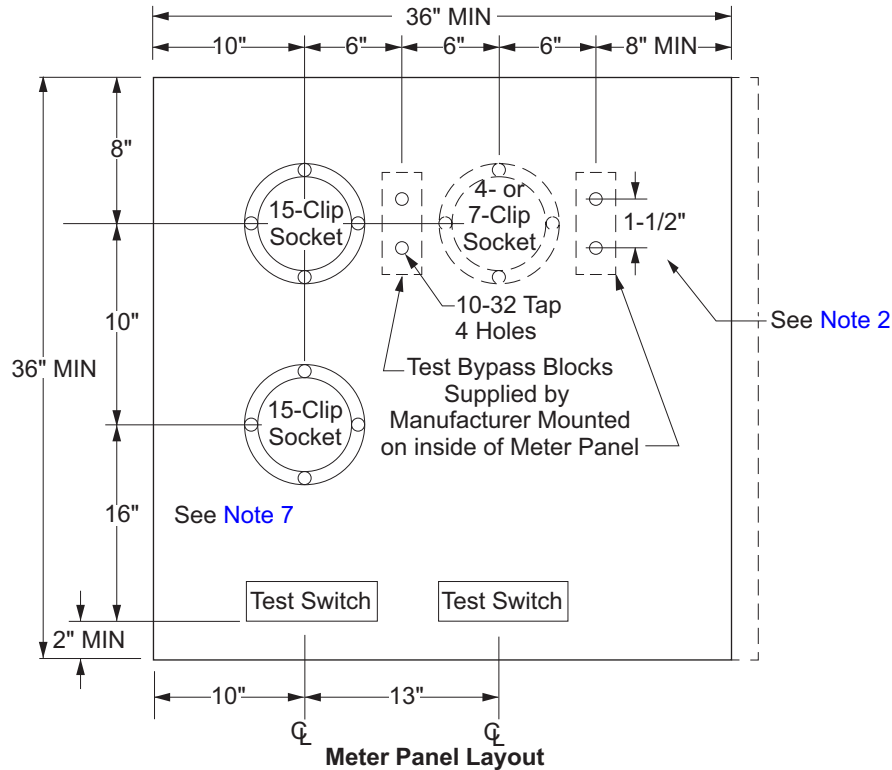 36" MIN
10"
6"
6"
6"
8" MIN
8"
15-Clip
Socket
4- or
7-Clip
Socket
1-1/2"
10"
10-32 Tap
4 Holes
See Note 2
36" MIN
Test Bypass Blocks
Supplied by
Manufacturer Mounted
on inside of Meter Panel
15-Clip
Socket
16"
See Note 7
Test Switch
Test Switch
2" MIN
10"
13"
℄
℄
Meter Panel Layout